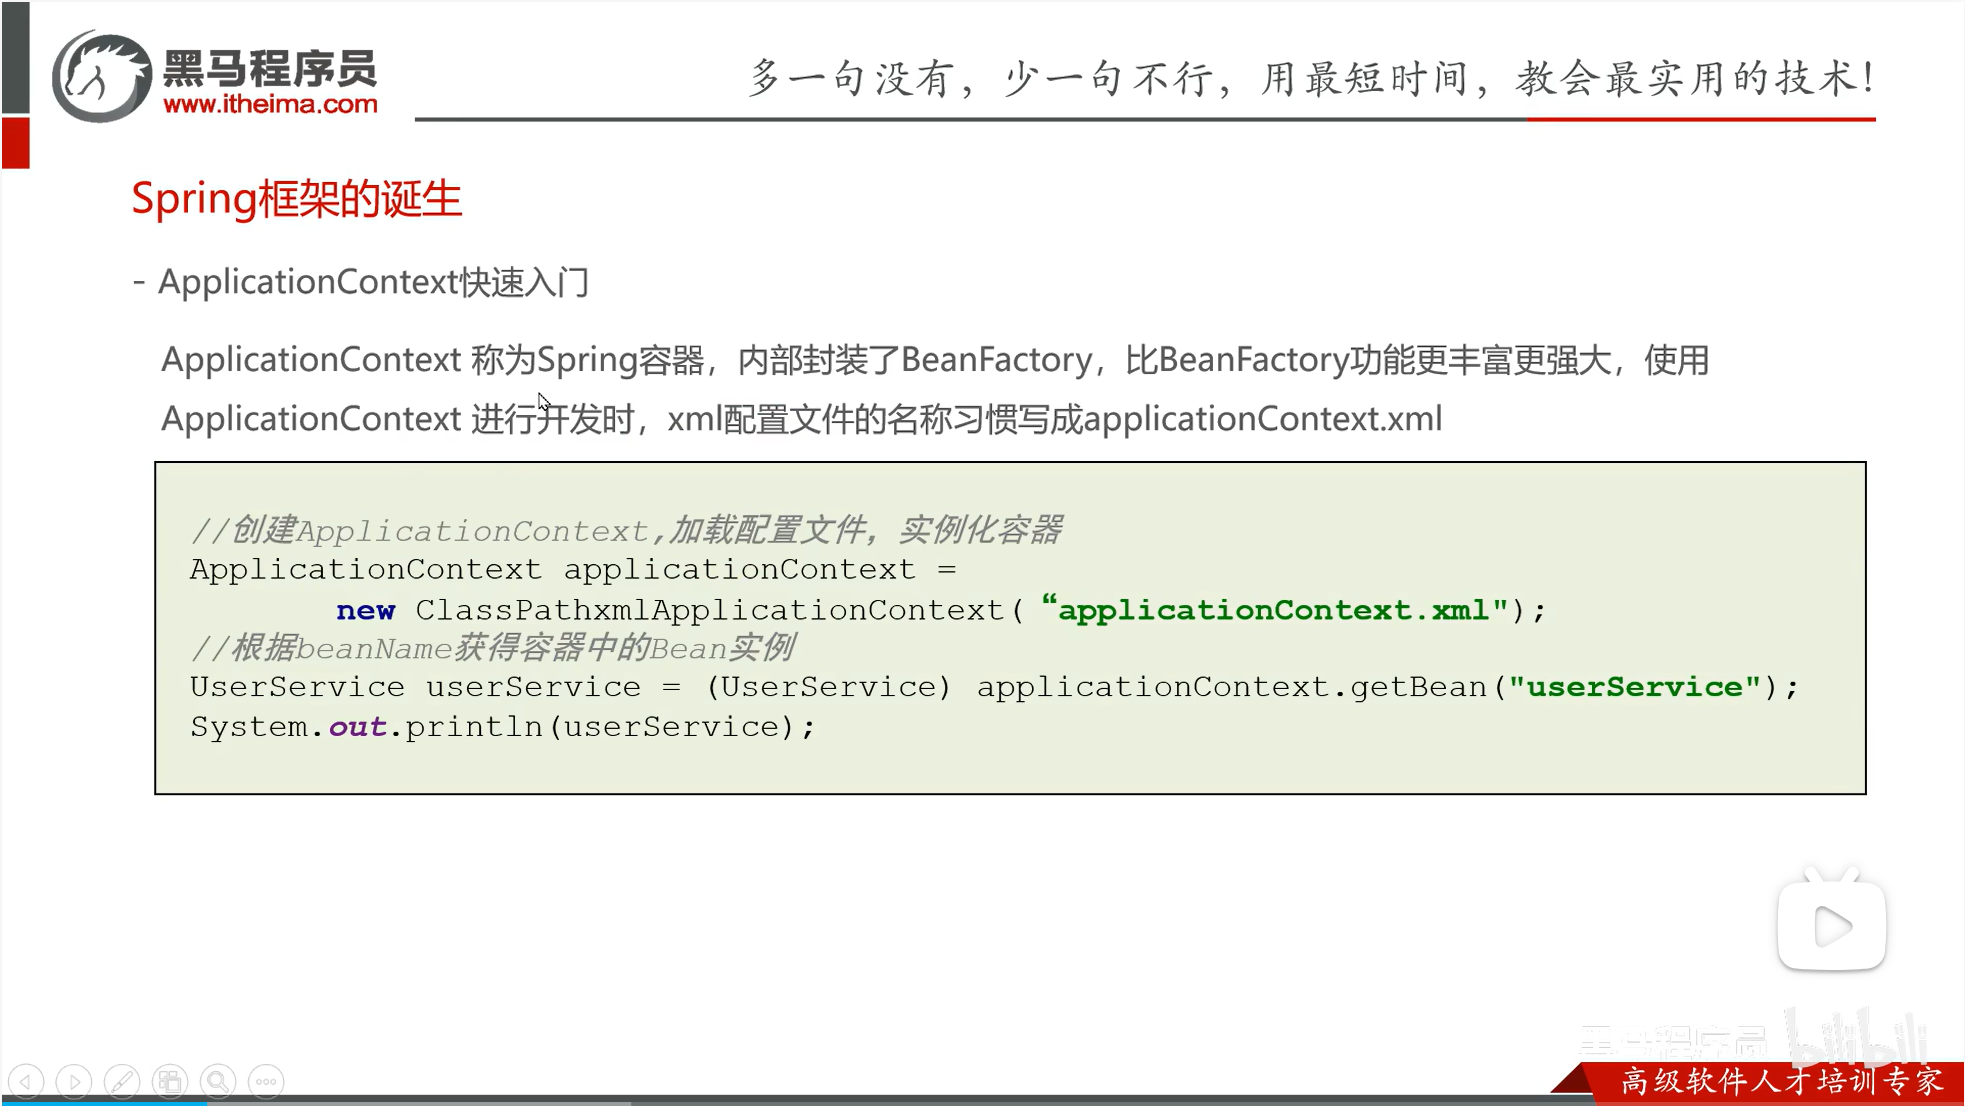 黑马程序员
www.itheima.com
多一句没有，少一句不行，用最短时间，教会最实用的技术！
Spring框架的诞生
- ApplicationContext快速入门
ApplicationContext 称为Spring容器，内部封装了BeanFactory，比BeanFactory功能更丰富更强大，使用
ApplicationContext 进行开发时，xml配置文件的名称习惯写成applicationContext.xml
//创建ApplicationContext,加载配置文件，实例化容器
ApplicationContext applicationContext =
new ClassPathxmlApplicationContext(“applicationContext.xml");
//根据beanName获得容器中的Bean实例
UserService userService = (UserService) applicationContext.getBean("userService");
System.out.println(userService);
黑马程序员 bilibili
高级软件人才培训专家